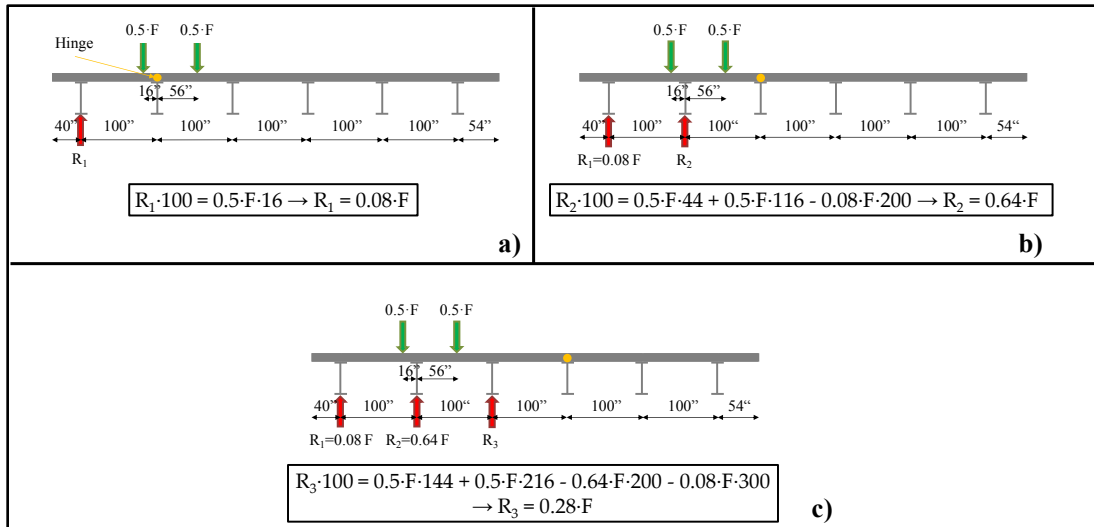 0.5·F 0.5·F
Hinge
16” 56”
40” 100” 100” 100” 100” 100” 54“
R₁
R₁·100 = 0.5·F·16 → R₁ = 0.08·F
a)
0.5·F 0.5·F
16” 56”
40” 100” 100“ 100” 100” 100” 54“
R₁=0.08 F R₂
R₂·100 = 0.5·F·44 + 0.5·F·116 - 0.08·F·200 → R₂ = 0.64·F
b)
0.5·F 0.5·F
16” 56”
40” 100” 100“ 100” 100” 100” 54“
R₁=0.08 F R₂=0.64 F R₃
R₃·100 = 0.5·F·144 + 0.5·F·216 - 0.64·F·200 - 0.08·F·300
→ R₃ = 0.28·F
c)